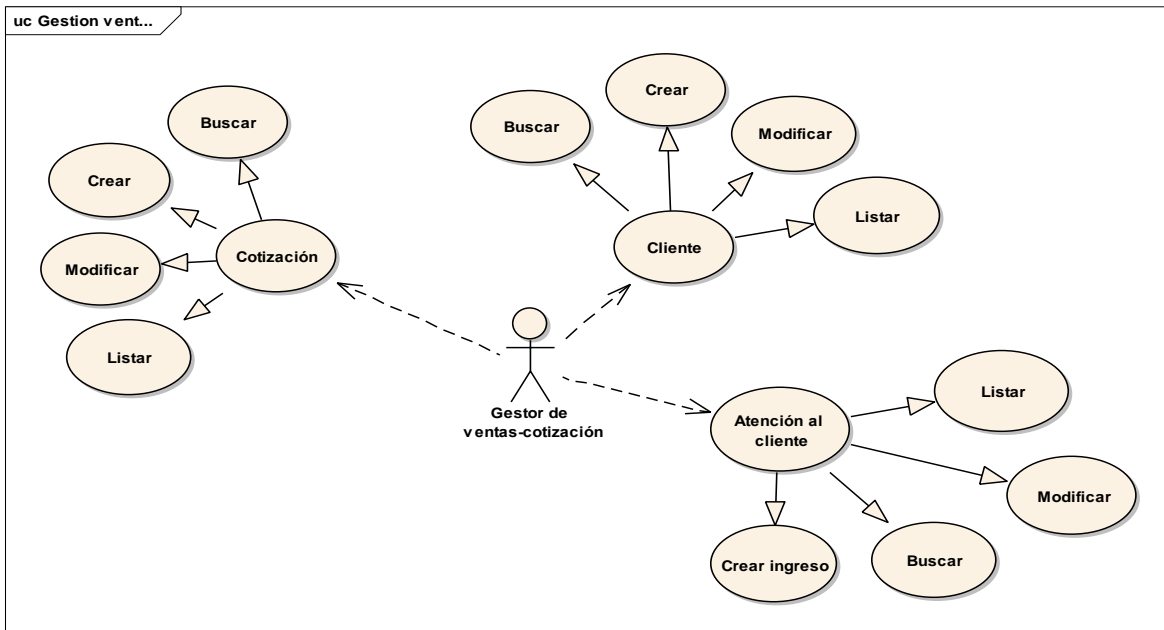 uc Gestion vent...
Buscar
Crear
Modificar
Listar
Cotización
Buscar
Crear
Modificar
Listar
Cliente
Gestor de
ventas-cotización
Atención al
cliente
Listar
Modificar
Buscar
Crear ingreso